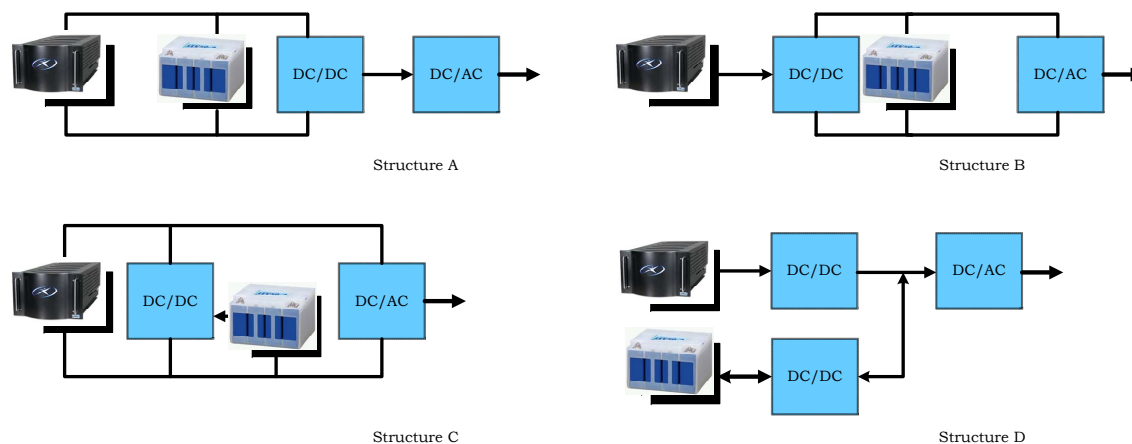 DC/DC
DC/AC
Structure A
DC/DC
DC/AC
Structure B
DC/DC
DC/AC
Structure C
DC/DC
DC/AC
DC/DC
Structure D